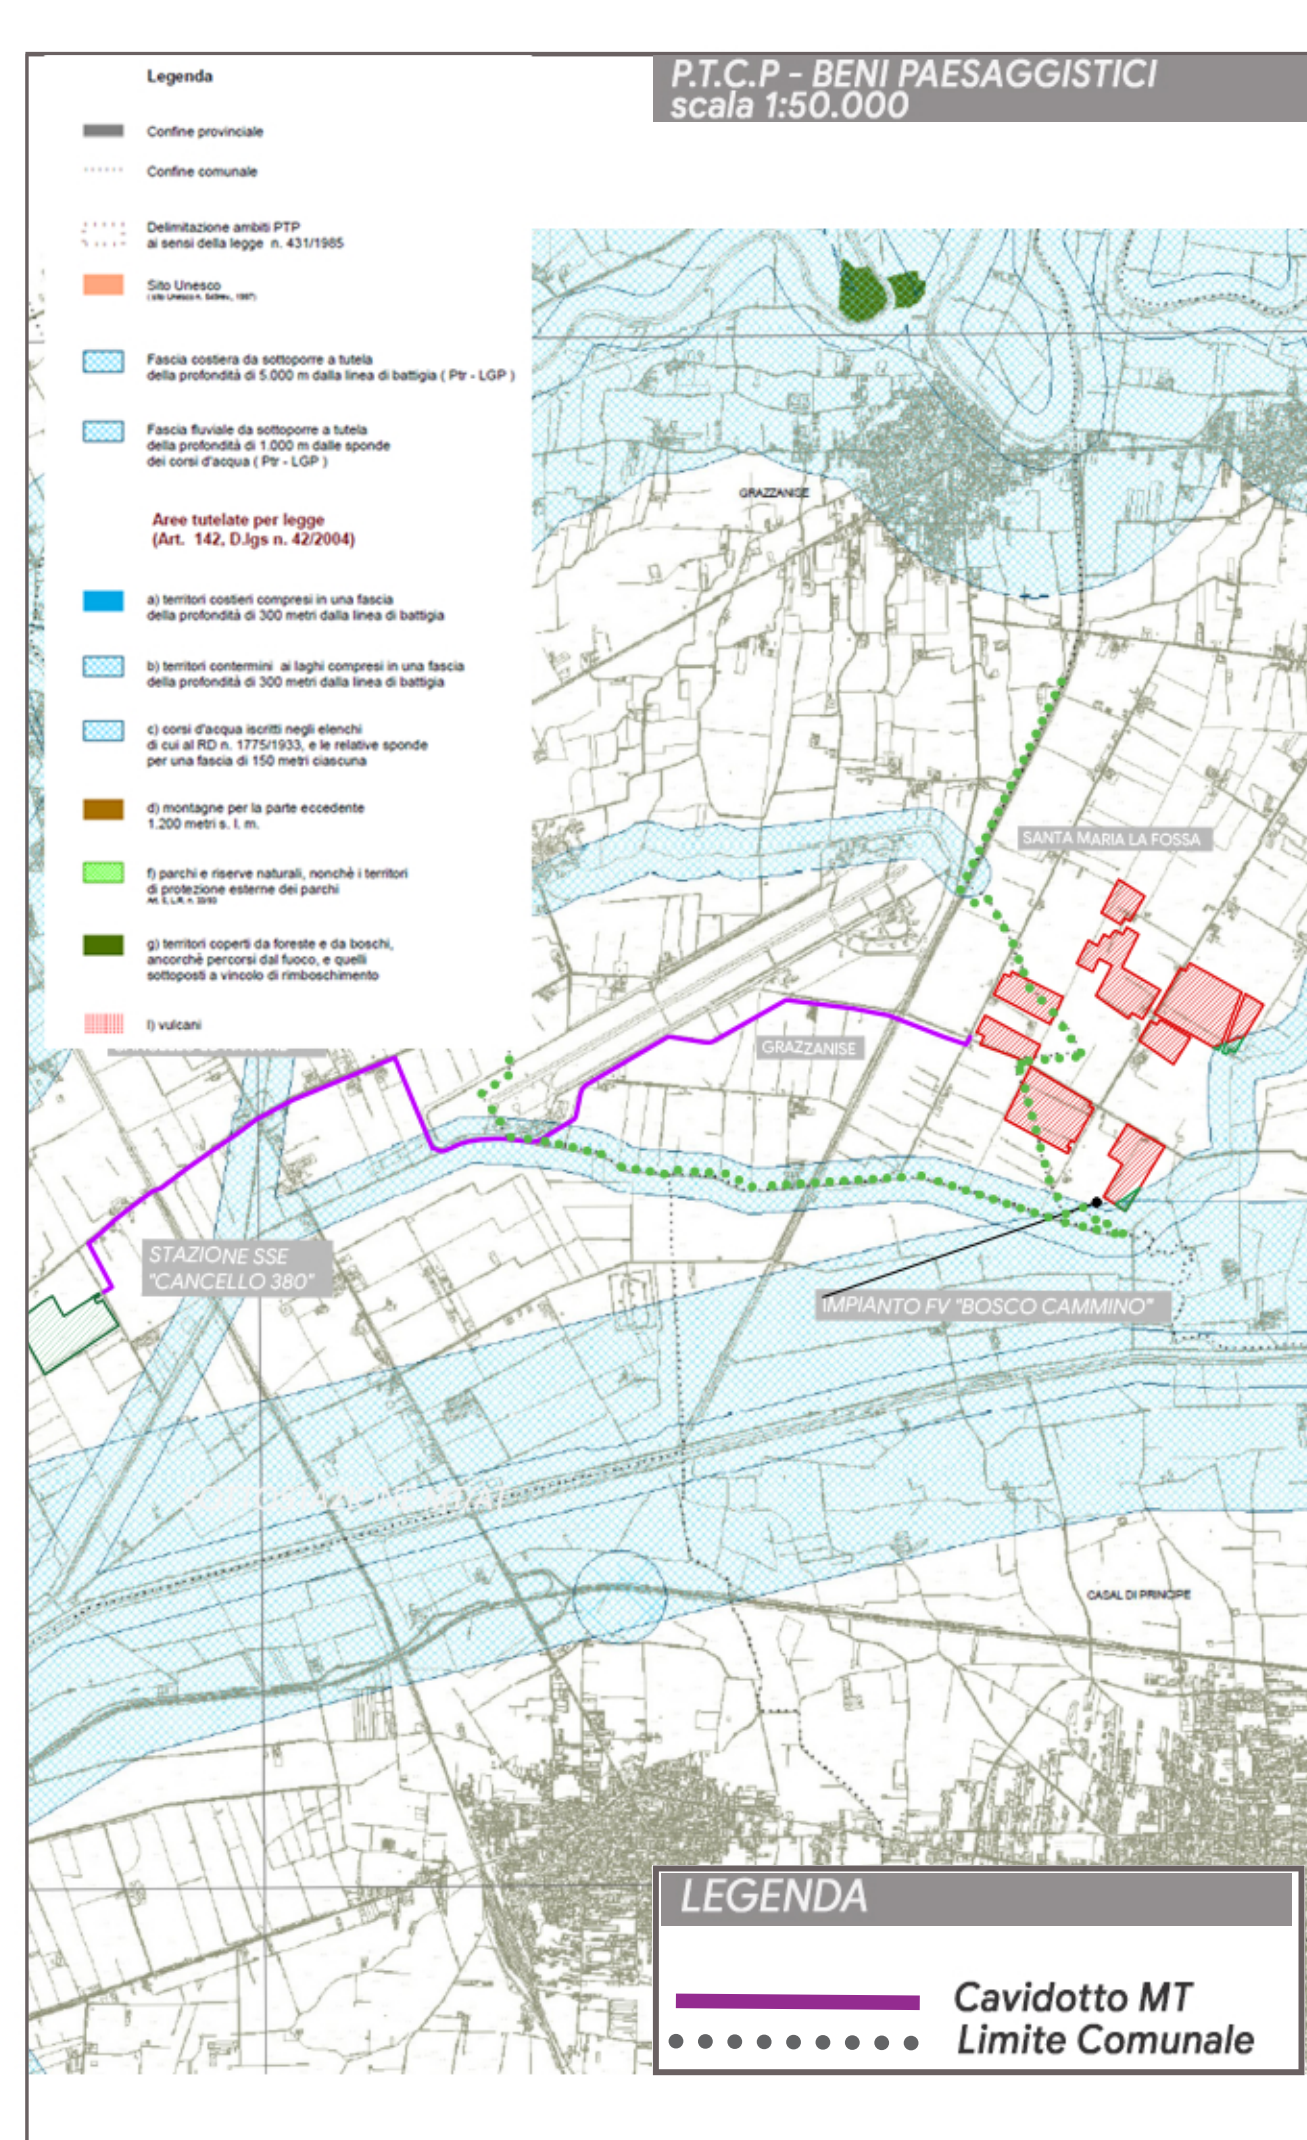 P.T.C.P - BENI PAESAGGISTICI
scala 1:50.000
Legenda
Confine provinciale
Confine comunale
Delimitazione ambiti PTP
ai sensi della legge n. 431/1985
Sito Unesco
Fascia costiera da sottoporre a tutela
della profondità di 5.000 m dalla linea di battigia ( Ptr - LGP )
Fascia fluviale da sottoporre a tutela
della profondità di 1.000 m dalle sponde
dei corsi d'acqua ( Ptr - LGP )
Aree tutelate per legge
(Art. 142, D.lgs n. 42/2004)
a) territori costieri compresi in una fascia
della profondità di 300 metri dalla linea di battigia
b) territori contermini ai laghi compresi in una fascia
della profondità di 300 metri dalla linea di battigia
c) corsi d'acqua iscritti negli elenchi
di cui al RD n. 1775/1933, e le relative sponde
per una fascia di 150 metri ciascuna
d) montagne per la parte eccedente
1.200 metri s. l. m.
f) parchi e riserve naturali, nonchè i territori
di protezione esterne dei parchi
Art. 5, L.R. n. 33/93
g) territori coperti da foreste e da boschi,
ancorchè percorsi dal fuoco, e quelli
sottoposti a vincolo di rimboschimento
l) vulcani
GRAZZANISE
SANTA MARIA LA FOSSA
GRAZZANISE
STAZIONE SSE
"CANCELLO 380"
IMPIANTO FV "BOSCO CAMMINO"
CASAL DI PRINCIPE
LEGENDA
Cavidotto MT
Limite Comunale